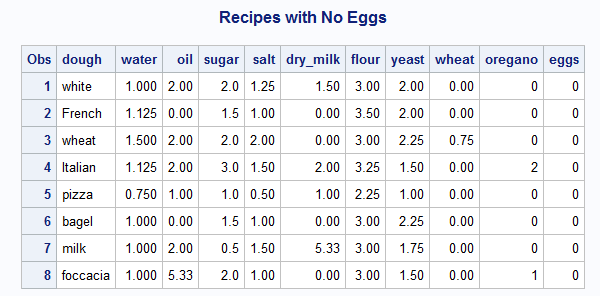 Recipes with No Eggs
Obs dough water oil sugar salt dry_milk flour yeast wheat oregano eggs
1 white 1.000 2.00 2.0 1.25 1.50 3.00 2.00 0.00 0 0
2 French 1.125 0.00 1.5 1.00 0.00 3.50 2.00 0.00 0 0
3 wheat 1.500 2.00 2.0 2.00 0.00 3.00 2.25 0.75 0 0
4 Italian 1.125 2.00 3.0 1.50 2.00 3.25 1.50 0.00 2 0
5 pizza 0.750 1.00 1.0 0.50 1.00 2.25 1.00 0.00 0 0
6 bagel 1.000 0.00 1.5 1.00 0.00 3.00 2.25 0.00 0 0
7 milk 1.000 2.00 0.5 1.50 5.33 3.00 1.75 0.00 0 0
8 foccacia 1.000 5.33 2.0 1.00 0.00 3.00 1.50 0.00 1 0